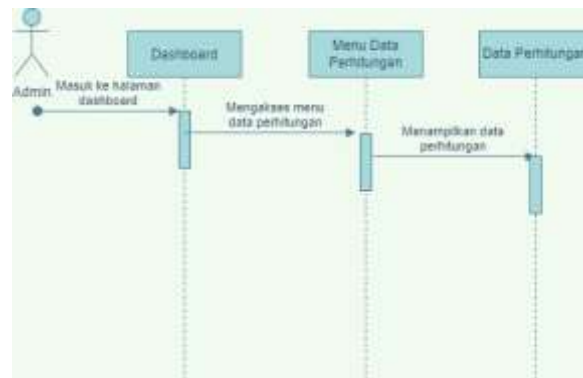 Dashboard
Menu Data
Perhitungan
Data Perhitungan
Admin
Masuk ke halaman
dashboard
Mengakses menu
data perhitungan
Menampilkan data
perhitungan